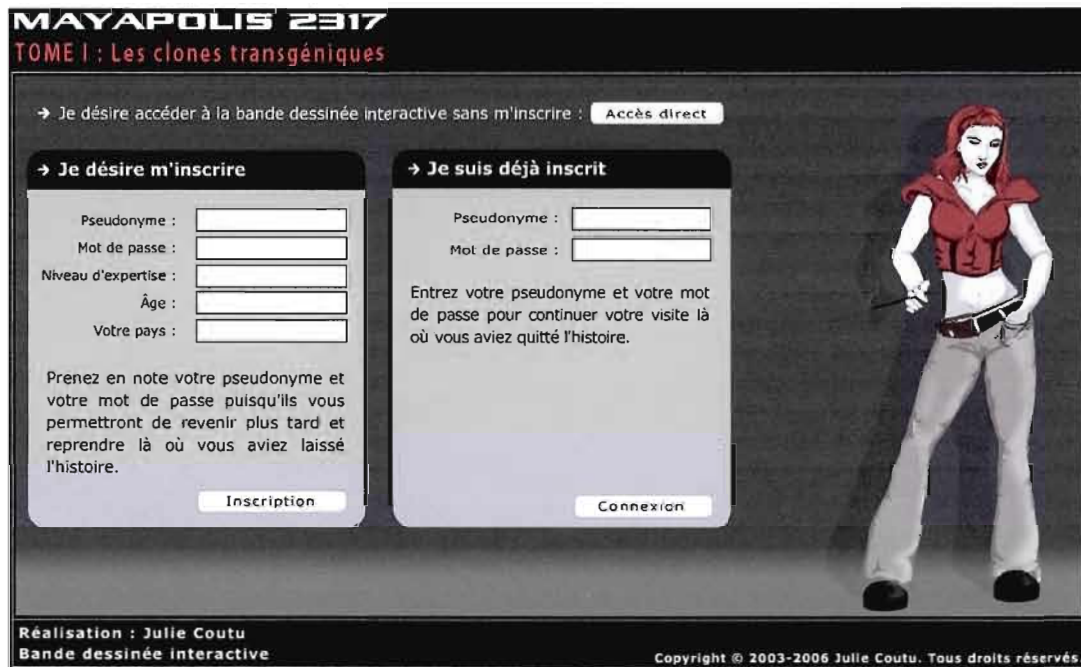 MAYAPOLIS 2317
TOME I : Les clones transgéniques
→ Je désire accéder à la bande dessinée interactive sans m'inscrire : Accès direct
→ Je désire m'inscrire
Pseudonyme :
Mot de passe :
Niveau d'expertise :
Âge :
Votre pays :
Prenez en note votre pseudonyme et
votre mot de passe puisqu'ils vous
permettront de revenir plus tard et
reprendre là où vous aviez laissé
l'histoire.
Inscription
→ Je suis déjà inscrit
Pseudonyme :
Mot de passe :
Entrez votre pseudonyme et votre mot
de passe pour continuer votre visite là
où vous aviez quitté l'histoire.
Connexion
Réalisation : Julie Coutu
Bande dessinée interactive
Copyright © 2003-2006 Julie Coutu. Tous droits réservés